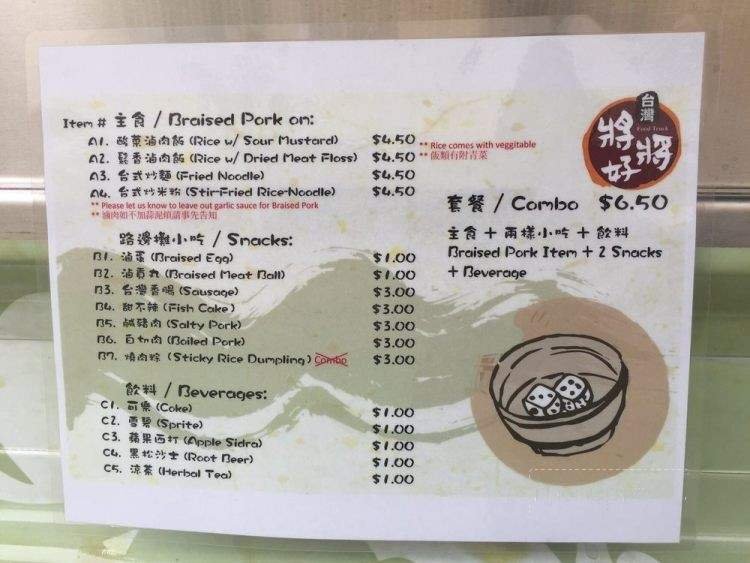 Item # 主食 / Braised Pork on:
A1. 酸菜滷肉飯 (Rice w/ Sour Mustard) $4.50
A2. 鬆香滷肉飯 (Rice w/ Dried Meat Floss) $4.50
A3. 台式炒麵 (Fried Noodle) $4.50
A4. 台式炒米粉 (Stir-Fried Rice-Noodle) $4.50
** Please let us know to leave out garlic sauce for Braised Pork
** 滷肉如不加蒜泥煩請事先告知
** Rice comes with veggitable
** 飯類有附青菜
路邊攤小吃 / Snacks:
B1. 滷蛋 (Braised Egg) $1.00
B2. 滷貢丸 (Braised Meat Ball) $1.00
B3. 台灣香腸 (Sausage) $3.00
B4. 甜不辣 (Fish Cake) $3.00
B5. 鹹豬肉 (Salty Pork) $3.00
B6. 白切肉 (Boiled Pork) $3.00
B7. 燒肉粽 (Sticky Rice Dumpling) Combo $3.00
飲料 / Beverages:
C1. 可樂 (Coke) $1.00
C2. 雪碧 (Sprite) $1.00
C3. 蘋果西打 (Apple Sidra) $1.00
C4. 黑松沙士 (Root Beer) $1.00
C5. 涼茶 (Herbal Tea) $1.00
台灣
Food Truck
將將好
套餐 / Combo $6.50
主食 + 兩樣小吃 + 飲料
Braised Pork Item + 2 Snacks
+ Beverage